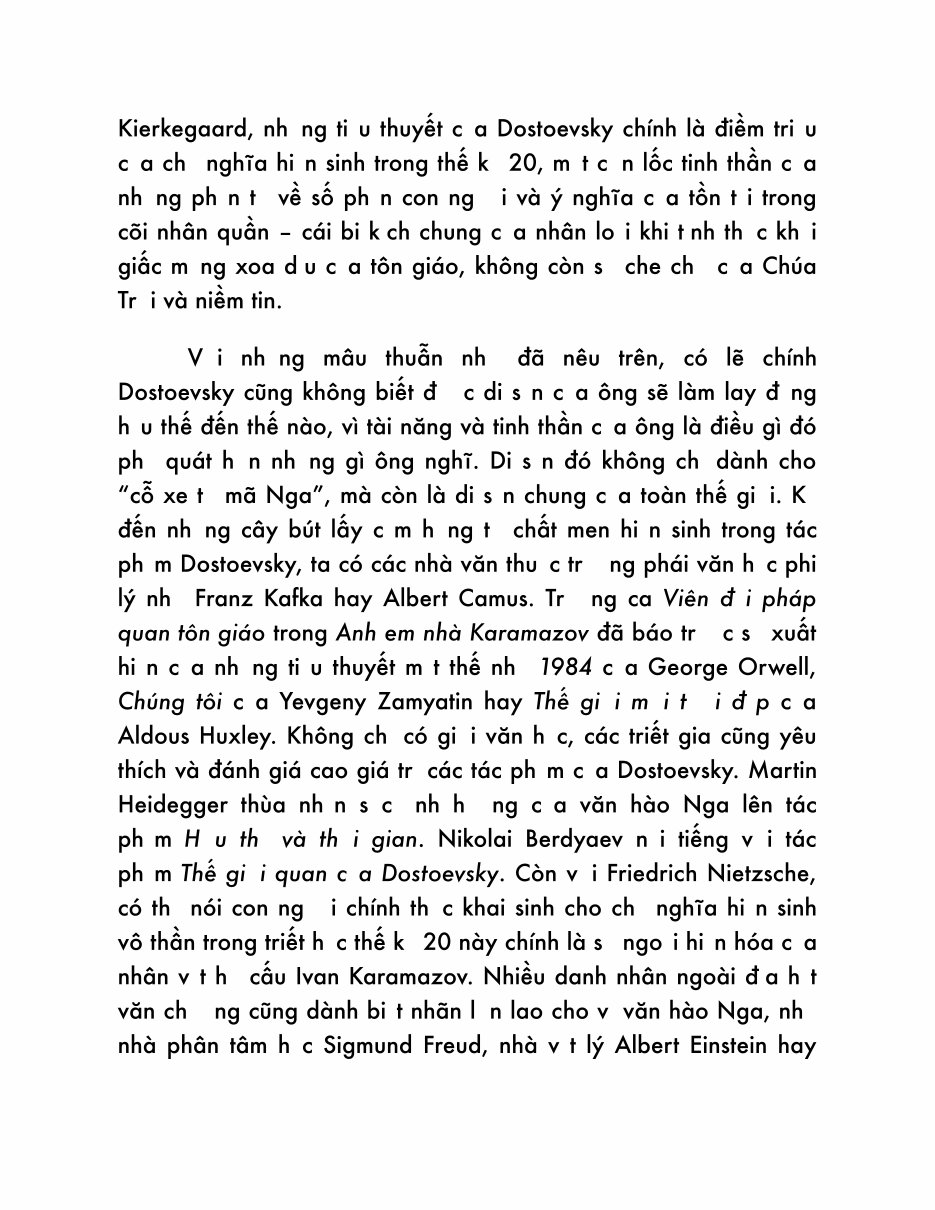 Kierkegaard, nh ng ti u thuyết c a Dostoevsky chính là điềm tri u
c a ch nghĩa hi n sinh trong thế k 20, m t c n lốc tinh thần c a
nh ng ph n t về số ph n con ng i và ý nghĩa c a tồn t i trong
cõi nhân quần – cái bi k ch chung c a nhân lo i khi t nh th c kh i
giấc m ng xoa d u c a tôn giáo, không còn s che ch c a Chúa
Tr i và niềm tin.
V i nh ng mâu thuẫn nh đã nêu trên, có lẽ chính
Dostoevsky cũng không biết đ c di s n c a ông sẽ làm lay đ ng
h u thế đến thế nào, vì tài năng và tinh thần c a ông là điều gì đó
ph quát h n nh ng gì ông nghĩ. Di s n đó không ch dành cho
“cỗ xe t mã Nga”, mà còn là di s n chung c a toàn thế gi i. K
đến nh ng cây bút lấy c m h ng t chất men hi n sinh trong tác
ph m Dostoevsky, ta có các nhà văn thu c tr ng phái văn h c phi
lý nh Franz Kafka hay Albert Camus. Tr ng ca Viên đ i pháp
quan tôn giáo trong Anh em nhà Karamazov đã báo tr c s xuất
hi n c a nh ng ti u thuyết m t thế nh 1984 c a George Orwell,
Chúng tôi c a Yevgeny Zamyatin hay Thế gi i m i t i đ p c a
Aldous Huxley. Không ch có gi i văn h c, các triết gia cũng yêu
thích và đánh giá cao giá tr các tác ph m c a Dostoevsky. Martin
Heidegger thùa nh n s c nh h ng c a văn hào Nga lên tác
ph m H u th và th i gian. Nikolai Berdyaev n i tiếng v i tác
ph m Thế gi i quan c a Dostoevsky. Còn v i Friedrich Nietzsche,
có th nói con ng i chính th c khai sinh cho ch nghĩa hi n sinh
vô thần trong triết h c thế k 20 này chính là s ngo i hi n hóa c a
nhân v t h cấu Ivan Karamazov. Nhiều danh nhân ngoài đ a h t
văn ch ng cũng dành bi t nhãn l n lao cho v văn hào Nga, nh
nhà phân tâm h c Sigmund Freud, nhà v t lý Albert Einstein hay